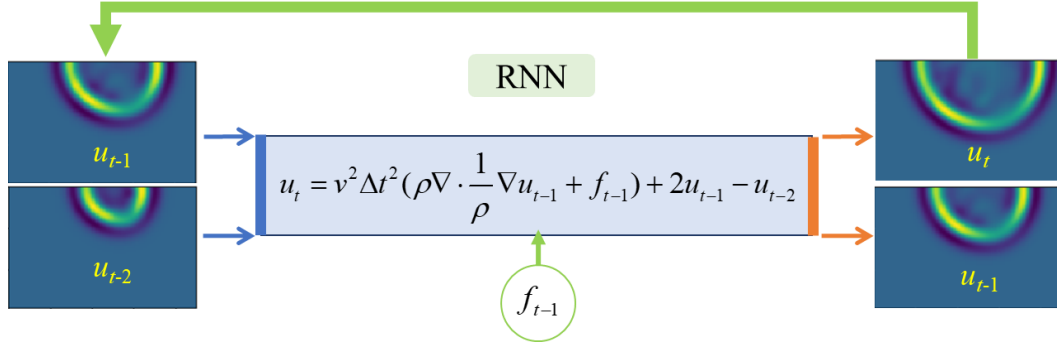 RNN
u_{t-1}
u_{t-2}
u_t = v^2 Δt^2 (ρ∇ · \frac{1}{ρ} ∇u_{t-1} + f_{t-1}) + 2u_{t-1} − u_{t-2}
f_{t-1}
u_t
u_{t-1}